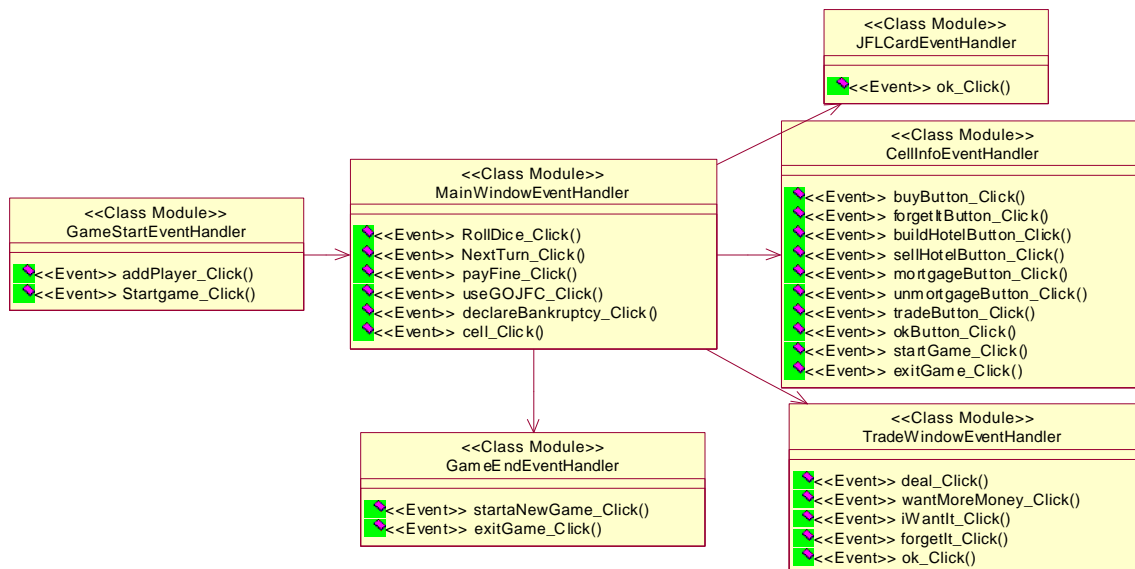 <<Class Module>>
JFLCardEventHandler
<<Event>> ok_Click()
<<Class Module>>
CellInfoEventHandler
<<Event>> buyButton_Click()
<<Event>> forgetItButton_Click()
<<Event>> buildHotelButton_Click()
<<Event>> sellHotelButton_Click()
<<Event>> mortgageButton_Click()
<<Event>> unmortgageButton_Click()
<<Event>> tradeButton_Click()
<<Event>> okButton_Click()
<<Event>> startGame_Click()
<<Event>> exitGame_Click()
<<Class Module>>
MainWindowEventHandler
<<Event>> RollDice_Click()
<<Event>> NextTurn_Click()
<<Event>> payFine_Click()
<<Event>> useGOJFC_Click()
<<Event>> declareBankruptcy_Click()
<<Event>> cell_Click()
<<Class Module>>
GameStartEventHandler
<<Event>> addPlayer_Click()
<<Event>> Startgame_Click()
<<Class Module>>
GameEndEventHandler
<<Event>> startaNewGame_Click()
<<Event>> exitGame_Click()
<<Class Module>>
TradeWindowEventHandler
<<Event>> deal_Click()
<<Event>> wantMoreMoney_Click()
<<Event>> iWantIt_Click()
<<Event>> forgetIt_Click()
<<Event>> ok_Click()